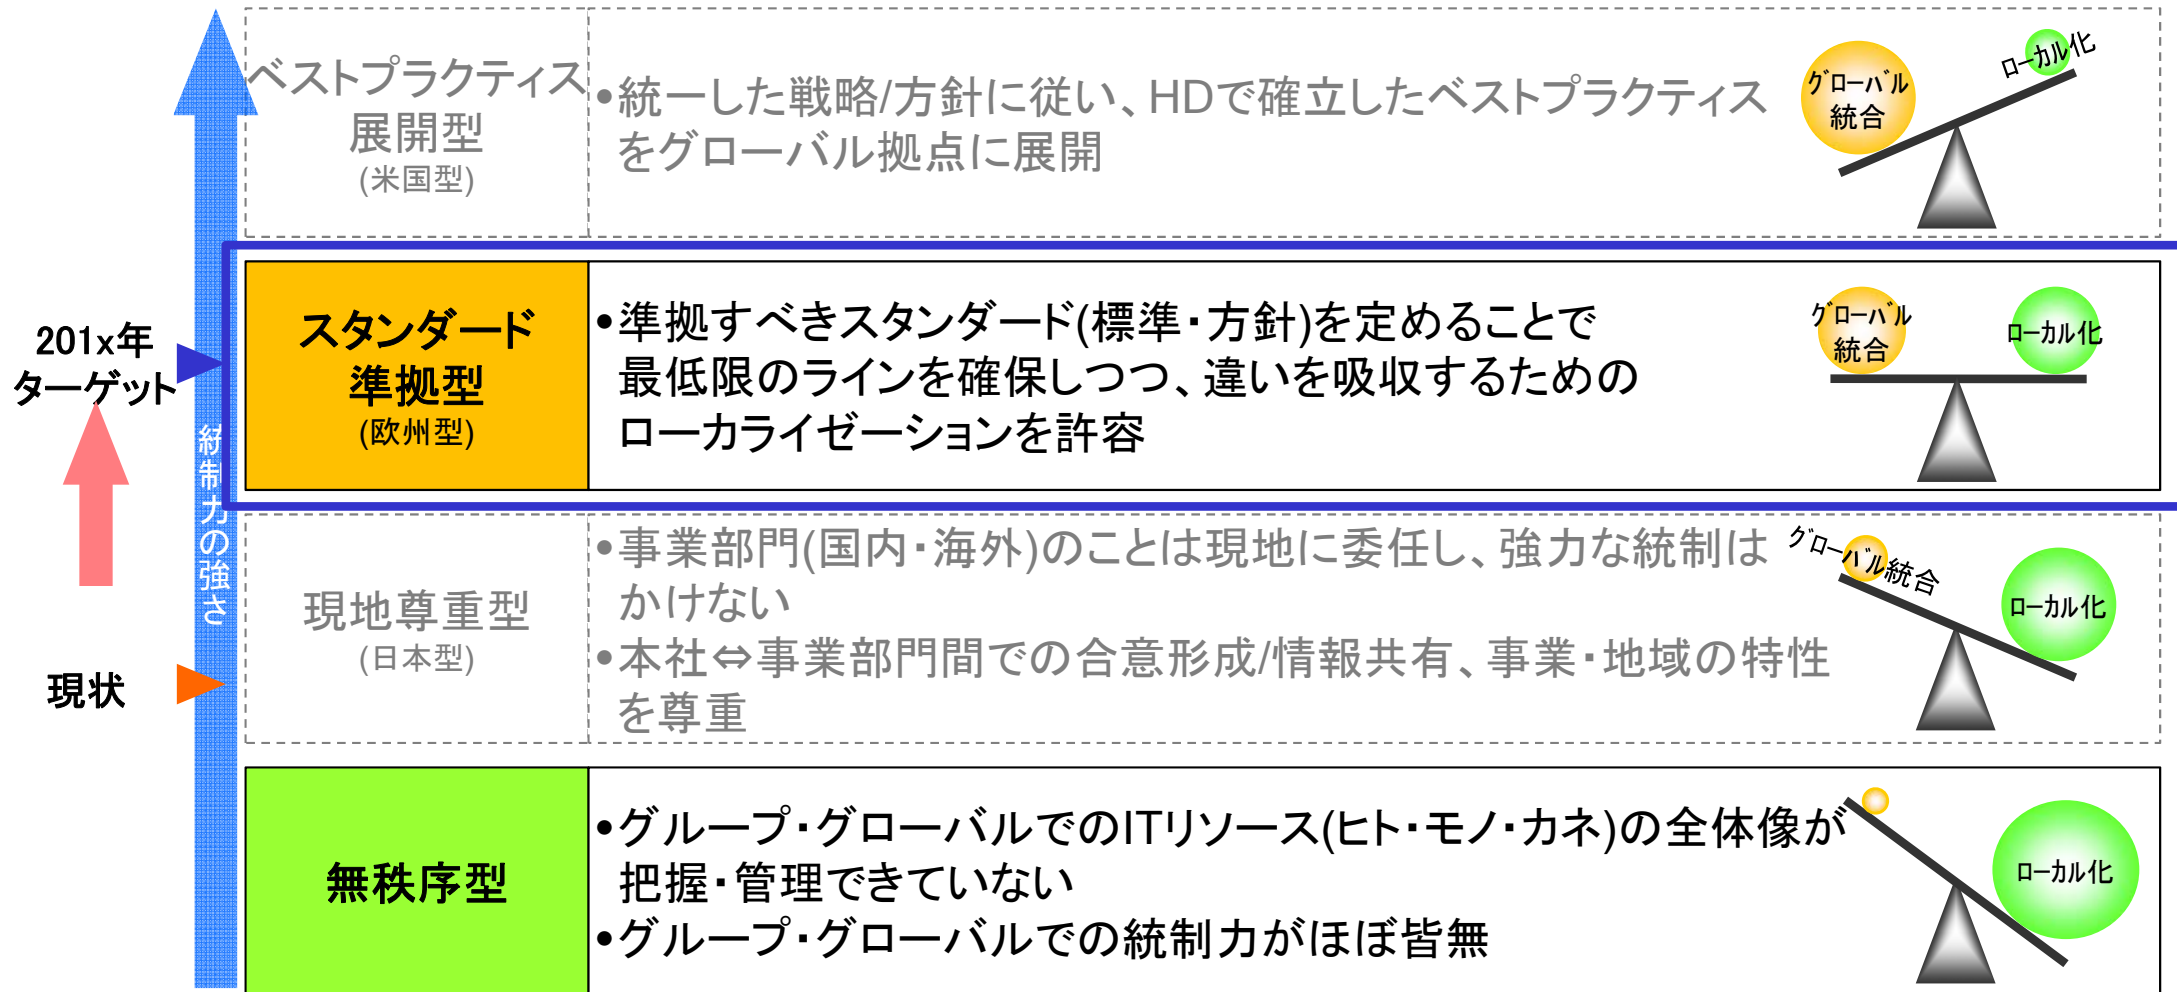 ベストプラクティス
展開型
(米国型)
•統一した戦略/方針に従い、HDで確立したベストプラクティス
をグローバル拠点に展開
グローバル
統合
ローカル化
201x年
ターゲット
スタンダード
準拠型
(欧州型)
•準拠すべきスタンダード(標準・方針)を定めることで
最低限のラインを確保しつつ、違いを吸収するための
ローカライゼーションを許容
グローバル
統合
ローカル化
統制力の強さ
現状
現地尊重型
(日本型)
•事業部門(国内・海外)のことは現地に委任し、強力な統制は
かけない
•本社⇔事業部門間での合意形成/情報共有、事業・地域の特性
を尊重
グローバル統合
ローカル化
無秩序型
•グループ・グローバルでのITリソース(ヒト・モノ・カネ)の全体像が
把握・管理できていない
•グループ・グローバルでの統制力がほぼ皆無
ローカル化